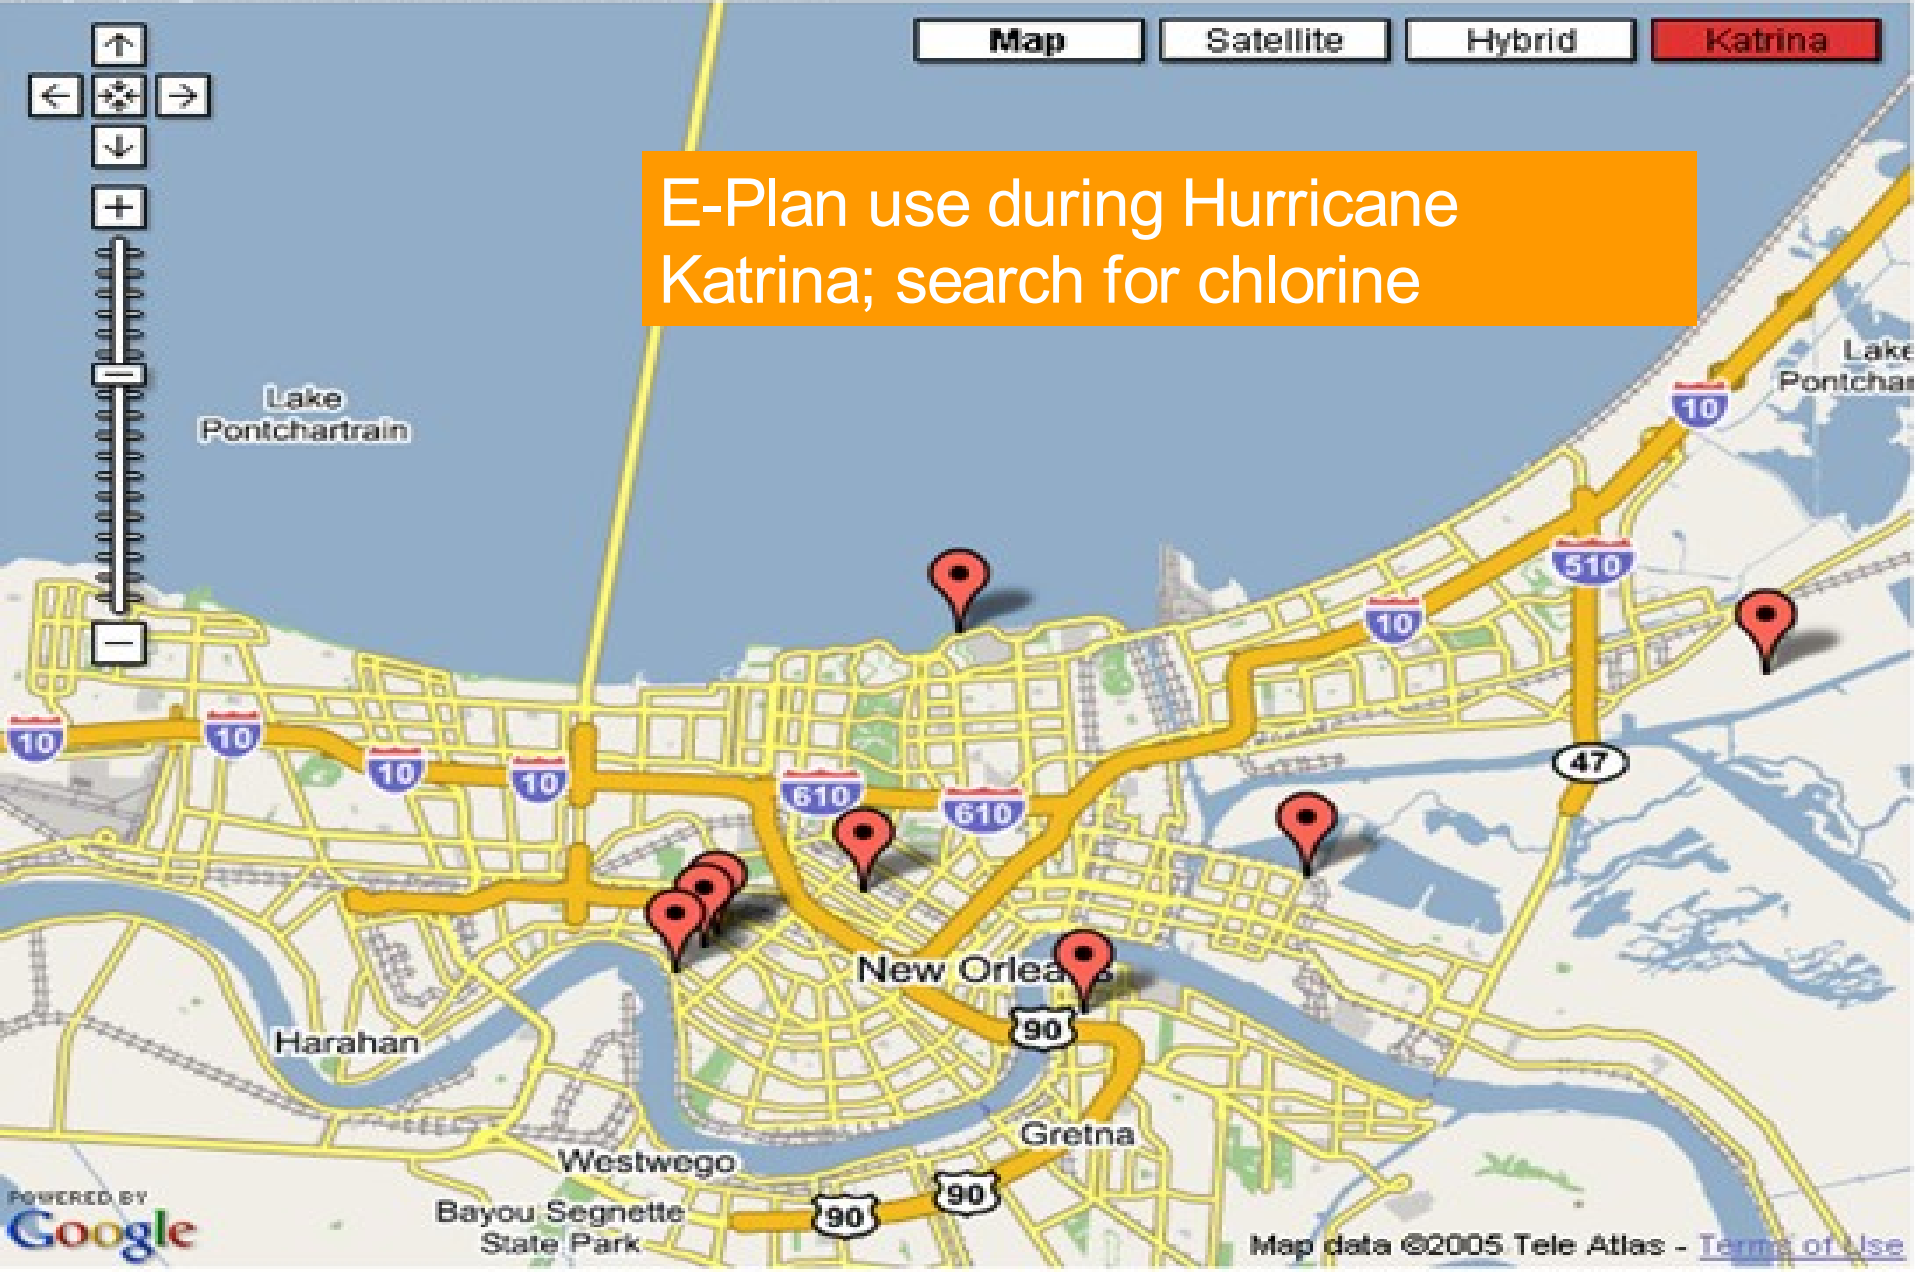 Map
Satellite
Hybrid
Katrina
E-Plan use during Hurricane
Katrina; search for chlorine
Lake
Pontchar
10
Lake
Pontchartrain
510
10
10
10
10
10
47
610
610
New Orlea
90
Harahan
Gretna
Westwego
90
Bayou Segnette
State Park
90
POWERED BY
Google
Map data ©2005 Tele Atlas - Terms of Use